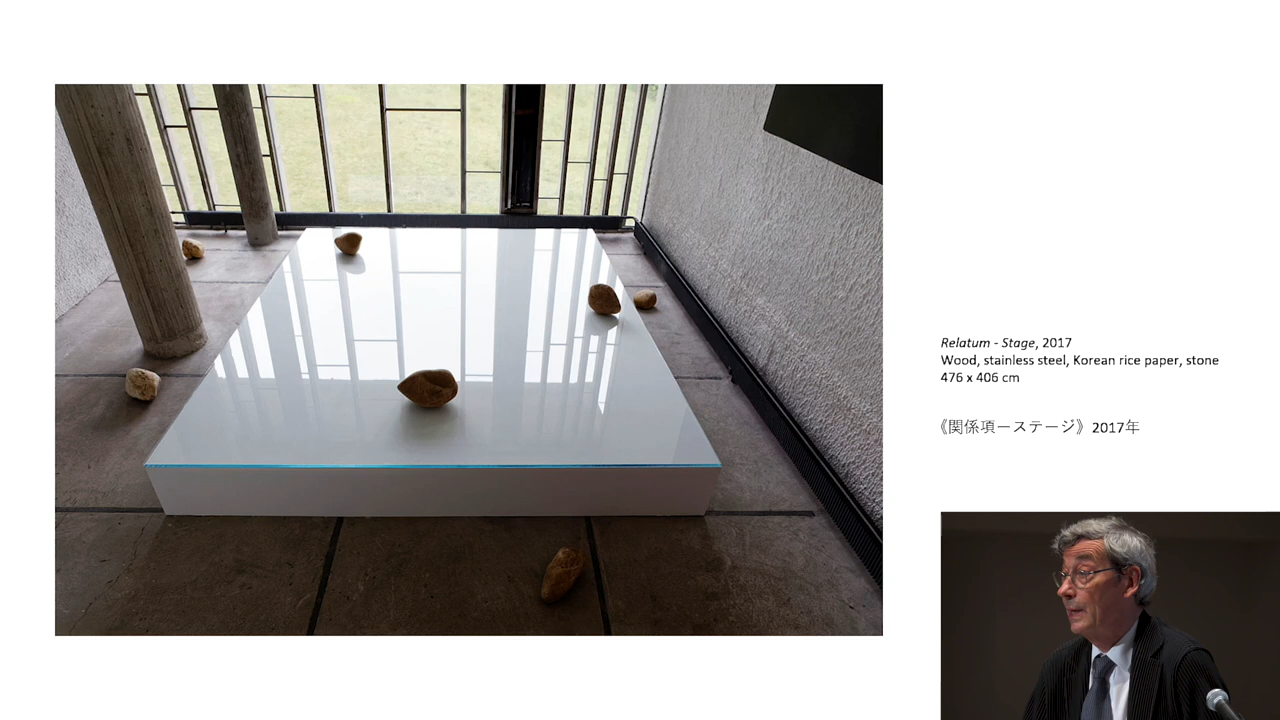 Relatum - Stage, 2017
Wood, stainless steel, Korean rice paper, stone
476 x 406 cm
《関係項ーステージ》2017年